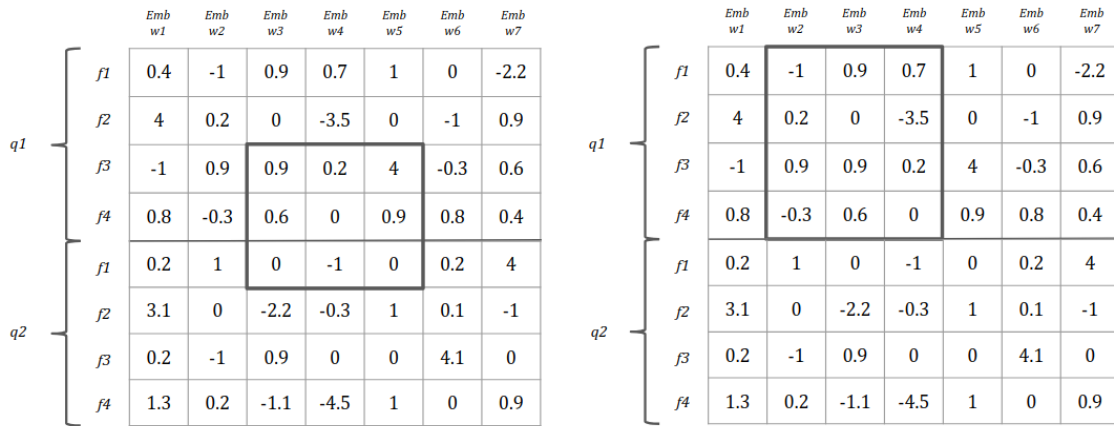 Emb w1 Emb w2 Emb w3 Emb w4 Emb w5 Emb w6 Emb w7
f1 0.4 -1 0.9 0.7 1 0 -2.2
f2 4 0.2 0 -3.5 0 -1 0.9
q1
f3 -1 0.9 0.9 0.2 4 -0.3 0.6
f4 0.8 -0.3 0.6 0 0.9 0.8 0.4
f1 0.2 1 0 -1 0 0.2 4
f2 3.1 0 -2.2 -0.3 1 0.1 -1
q2
f3 0.2 -1 0.9 0 0 4.1 0
f4 1.3 0.2 -1.1 -4.5 1 0 0.9
Emb w1 Emb w2 Emb w3 Emb w4 Emb w5 Emb w6 Emb w7
f1 0.4 -1 0.9 0.7 1 0 -2.2
f2 4 0.2 0 -3.5 0 -1 0.9
q1
f3 -1 0.9 0.9 0.2 4 -0.3 0.6
f4 0.8 -0.3 0.6 0 0.9 0.8 0.4
f1 0.2 1 0 -1 0 0.2 4
f2 3.1 0 -2.2 -0.3 1 0.1 -1
q2
f3 0.2 -1 0.9 0 0 4.1 0
f4 1.3 0.2 -1.1 -4.5 1 0 0.9